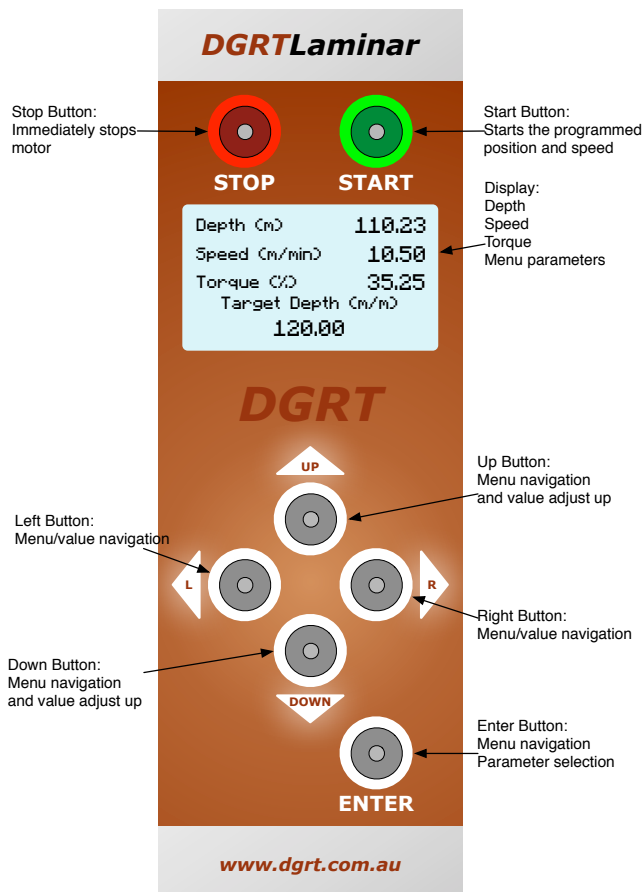 DGRTLaminar
Stop Button:
Immediately stops
motor
Start Button:
Starts the programmed
position and speed
STOP
START
Display:
Depth
Speed
Torque
Menu parameters
Depth (m) 110.23
Speed (m/min) 10.50
Torque (%) 35.25
Target Depth (m/m)
120.00
DGRT
UP
Up Button:
Menu navigation
and value adjust up
Left Button:
Menu/value navigation
L
R
Right Button:
Menu/value navigation
Down Button:
Menu navigation
and value adjust up
DOWN
Enter Button:
Menu navigation
Parameter selection
ENTER
www.dgrt.com.au